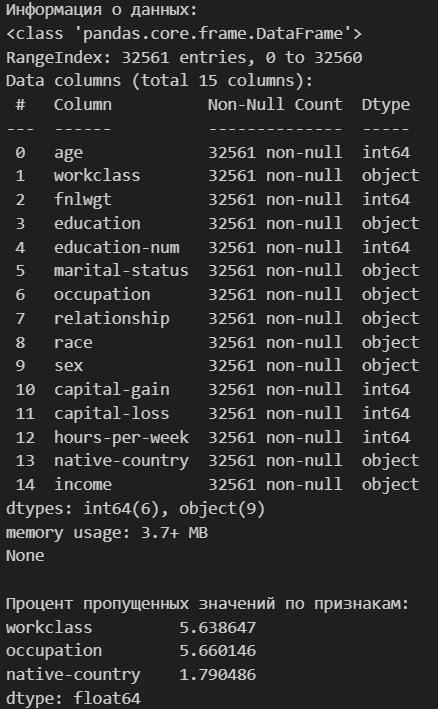 Информация о данных:
<class 'pandas.core.frame.DataFrame'>
RangeIndex: 32561 entries, 0 to 32560
Data columns (total 15 columns):
 #   Column          Non-Null Count  Dtype
---  ------          --------------  -----
 0   age             32561 non-null  int64
 1   workclass       32561 non-null  object
 2   fnlwgt          32561 non-null  int64
 3   education       32561 non-null  object
 4   education-num   32561 non-null  int64
 5   marital-status  32561 non-null  object
 6   occupation      32561 non-null  object
 7   relationship    32561 non-null  object
 8   race            32561 non-null  object
 9   sex             32561 non-null  object
 10  capital-gain    32561 non-null  int64
 11  capital-loss    32561 non-null  int64
 12  hours-per-week  32561 non-null  int64
 13  native-country  32561 non-null  object
 14  income          32561 non-null  object
dtypes: int64(6), object(9)
memory usage: 3.7+ MB
None

Процент пропущенных значений по признакам:
workclass         5.638647
occupation        5.660146
native-country    1.790486
dtype: float64